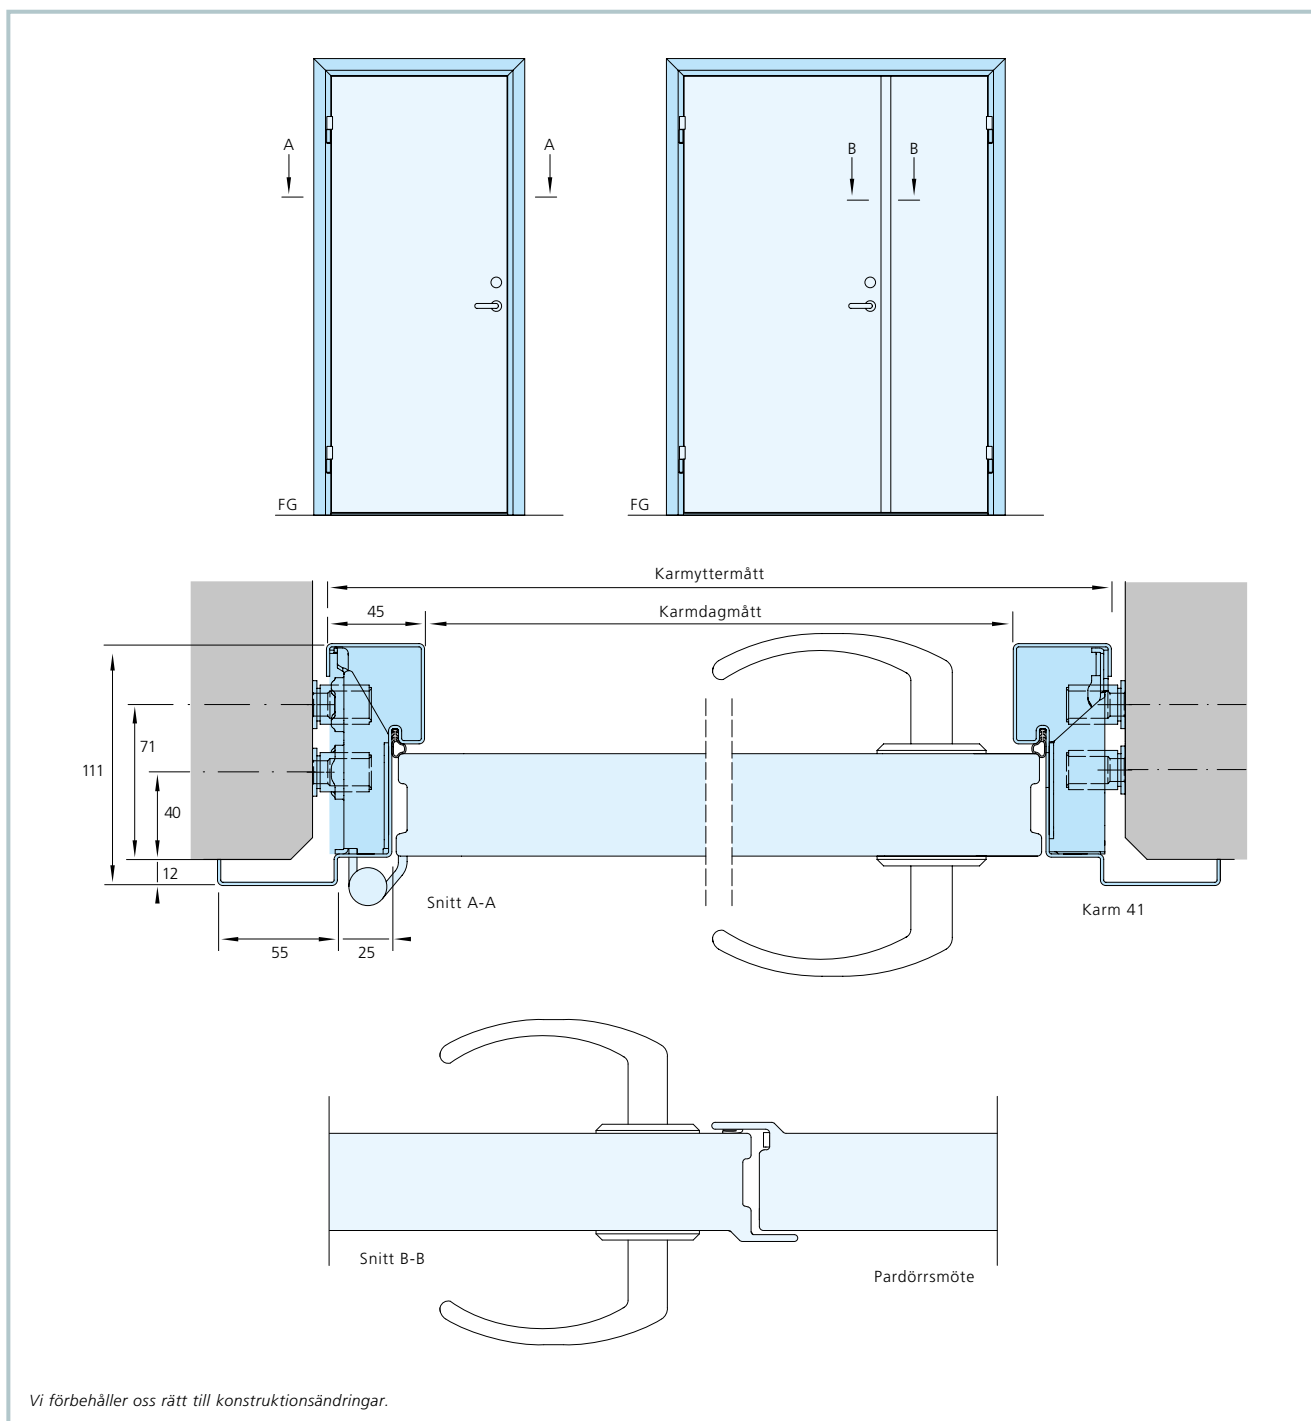 A
A
B
B
FG
FG
Karmyttermått
45
Karmdagmått
71
111
40
12
Snitt A-A
Karm 41
55
25
Snitt B-B
Pardörrsmöte
Vi förbehåller oss rätt till konstruktionsändringar.